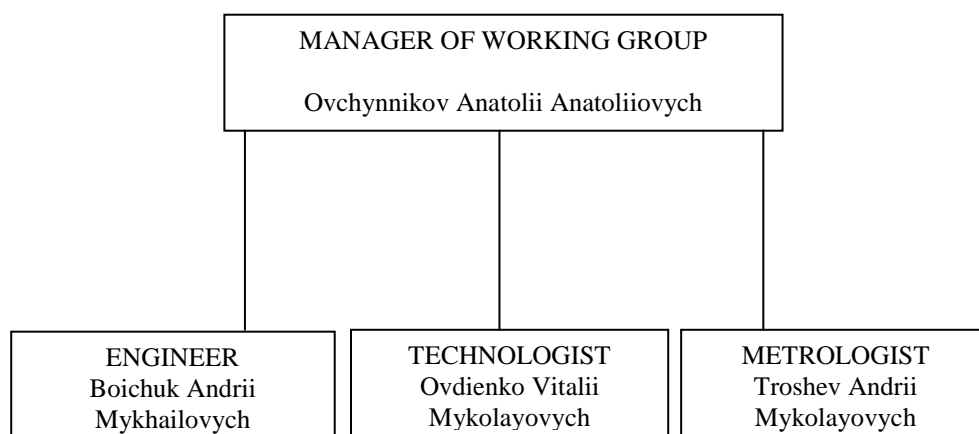 MANAGER OF WORKING GROUP
Ovchynnikov Anatolii Anatoliiovych
ENGINEER
Boichuk Andrii
Mykhailovych
TECHNOLOGIST
Ovdienko Vitalii
Mykolayovych
METROLOGIST
Troshev Andrii
Mykolayovych